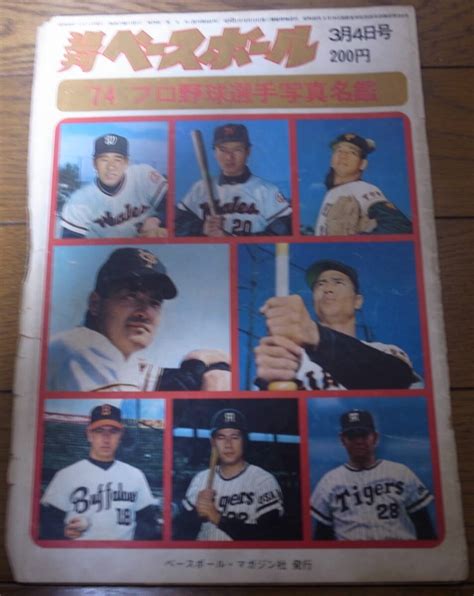 週刊ベースボール
3月4日号
200円
'74 プロ野球選手写真名鑑
Whales
Whales
20
Buffaloes
18
Tigers
Tigers
28
ベースボール・マガジン社 発行